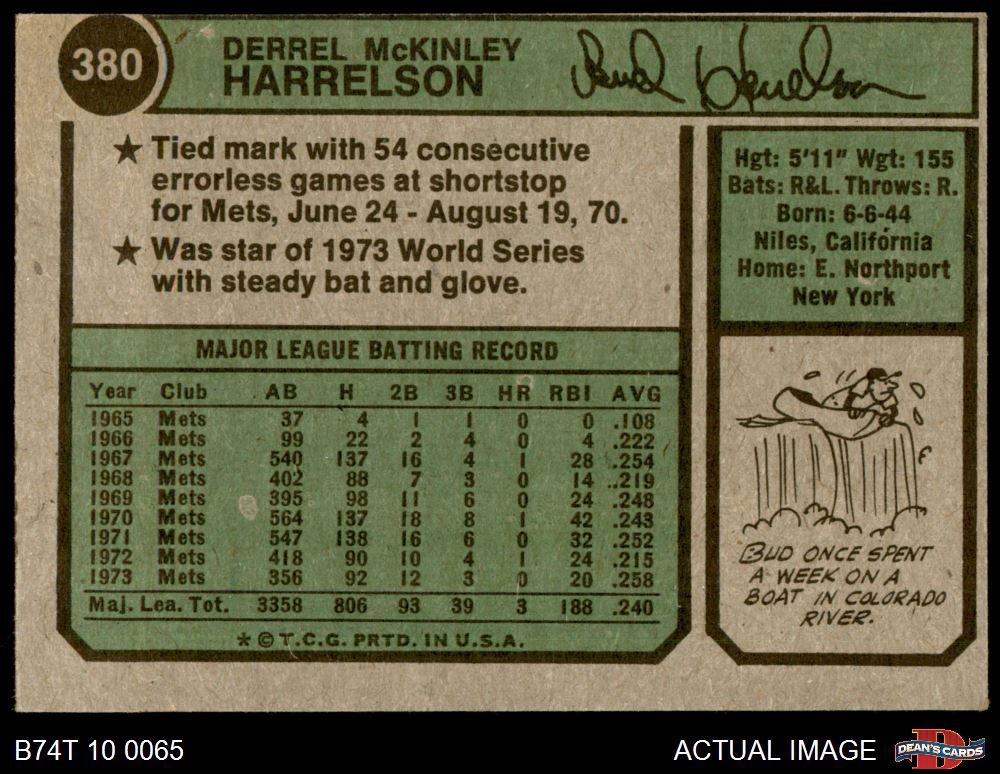 380
DERREL McKINLEY
HARRELSON
Bud Harrelson
★ Tied mark with 54 consecutive
errorless games at shortstop
for Mets, June 24 - August 19, 70.
★ Was star of 1973 World Series
with steady bat and glove.
Hgt: 5'11" Wgt: 155
Bats: R&L. Throws: R.
Born: 6-6-44
Niles, California
Home: E. Northport
New York
MAJOR LEAGUE BATTING RECORD
Year Club AB H 2B 3B HR RBI AVG
1965 Mets 37 4 1 1 0 0 .108
1966 Mets 99 22 2 4 0 4 .222
1967 Mets 540 137 16 4 1 28 .254
1968 Mets 402 88 7 3 0 14 .219
1969 Mets 395 98 11 6 0 24 .248
1970 Mets 564 137 18 8 1 42 .243
1971 Mets 547 138 16 6 0 32 .252
1972 Mets 418 90 10 4 1 24 .215
1973 Mets 356 92 12 3 0 20 .258
Maj. Lea. Tot. 3358 806 93 39 3 188 .240
* © T.C.G. PRTD. IN U.S.A.
BUD ONCE SPENT
A WEEK ON A
BOAT IN COLORADO
RIVER.
B74T 10 0065
ACTUAL IMAGE
DEAN'S CARDS